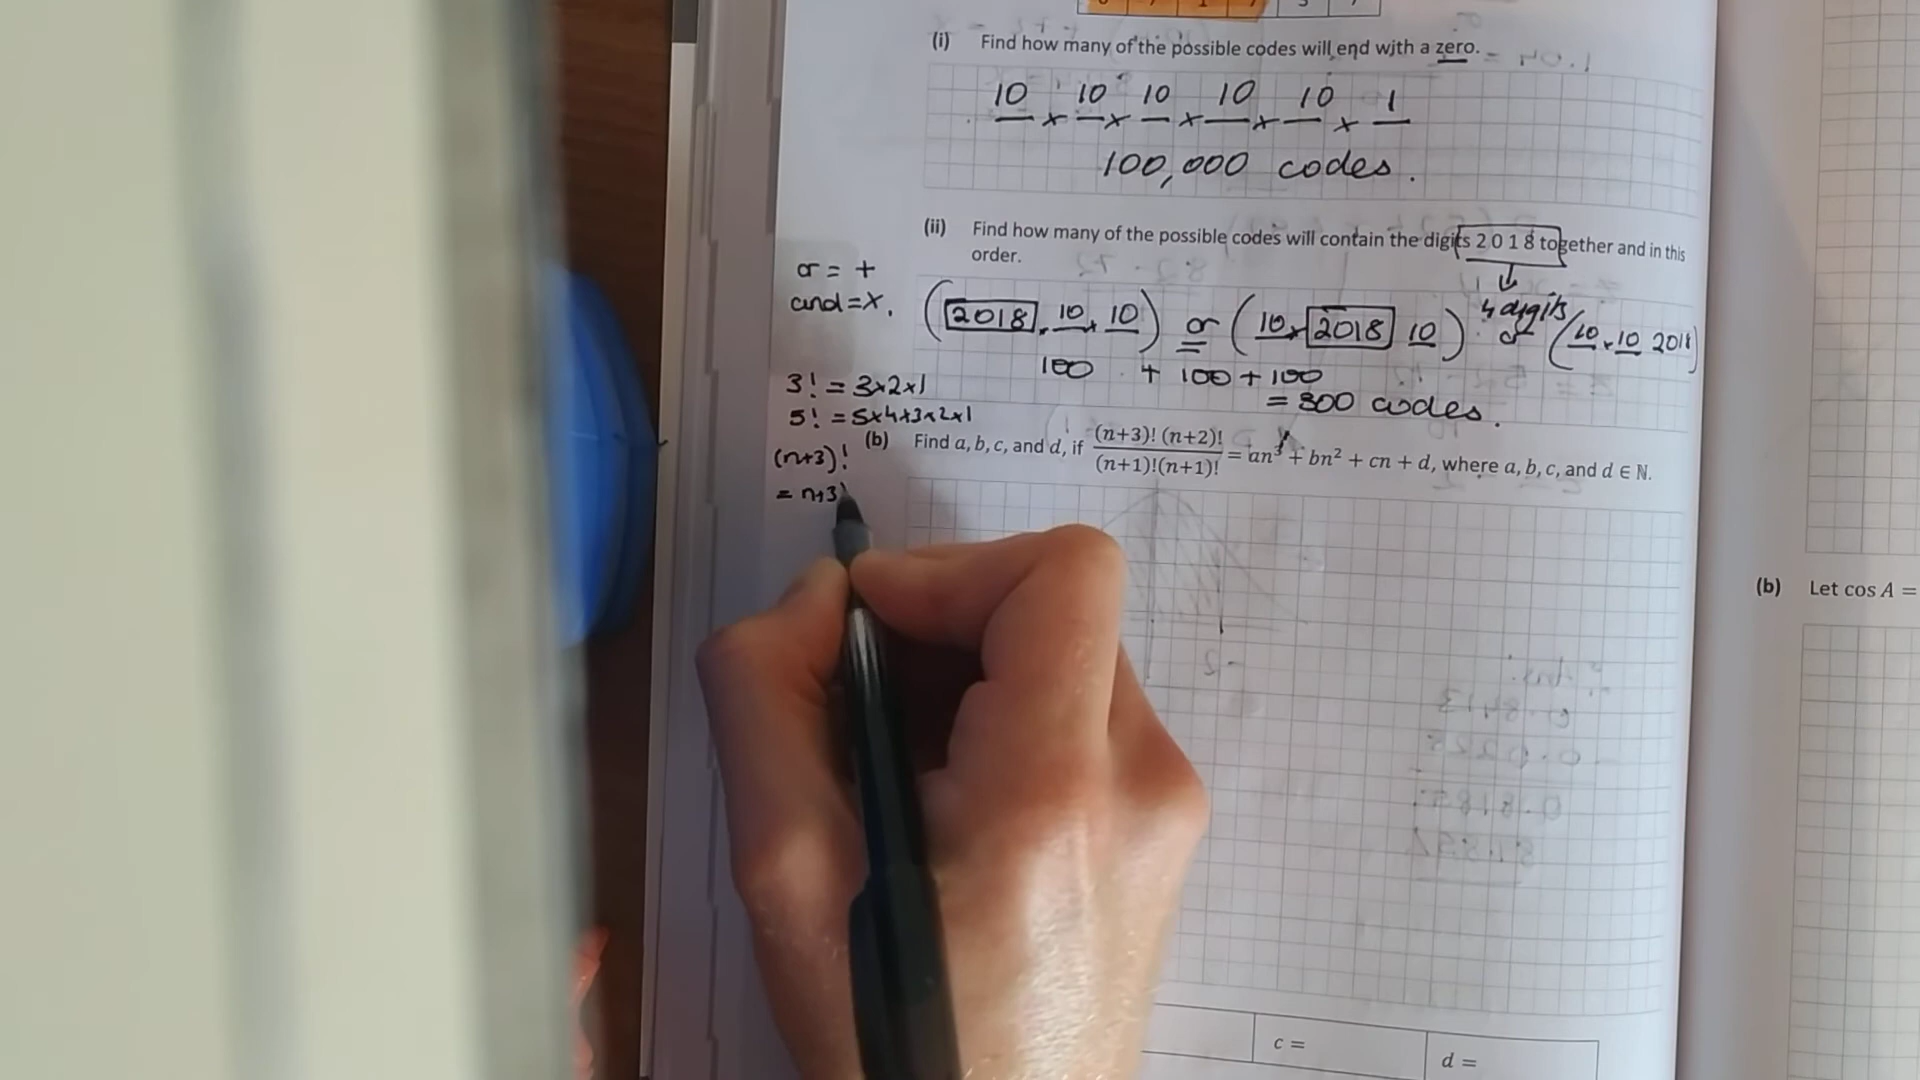 (i) Find how many of the possible codes will end with a zero.
10 × 10 × 10 × 10 × 10 × 1
100,000 codes.
(ii) Find how many of the possible codes will contain the digits 2 0 1 8 together and in this
order.
or = +
and = ×.
4 digits
(2018 × 10 × 10) or (10 × 2018 10) or (10 × 10 2018)
100 + 100 + 100
= 300 codes.
3! = 3×2×1
5! = 5×4×3×2×1
(b) Find a, b, c, and d, if (n+3)! (n+2)! / (n+1)!(n+1)! = an³ + bn² + cn + d, where a, b, c, and d ∈ ℕ.
(n+3)!
= n+3
c =
d =
(b) Let cos A =